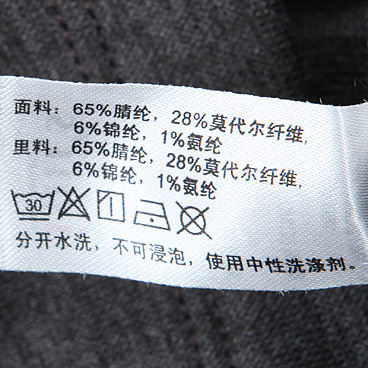 面料：65%腈纶，28%莫代尔纤维，
6%锦纶，1%氨纶
里料：65%腈纶，28%莫代尔纤维，
6%锦纶，1%氨纶
30
分开水洗，不可浸泡，使用中性洗涤剂。